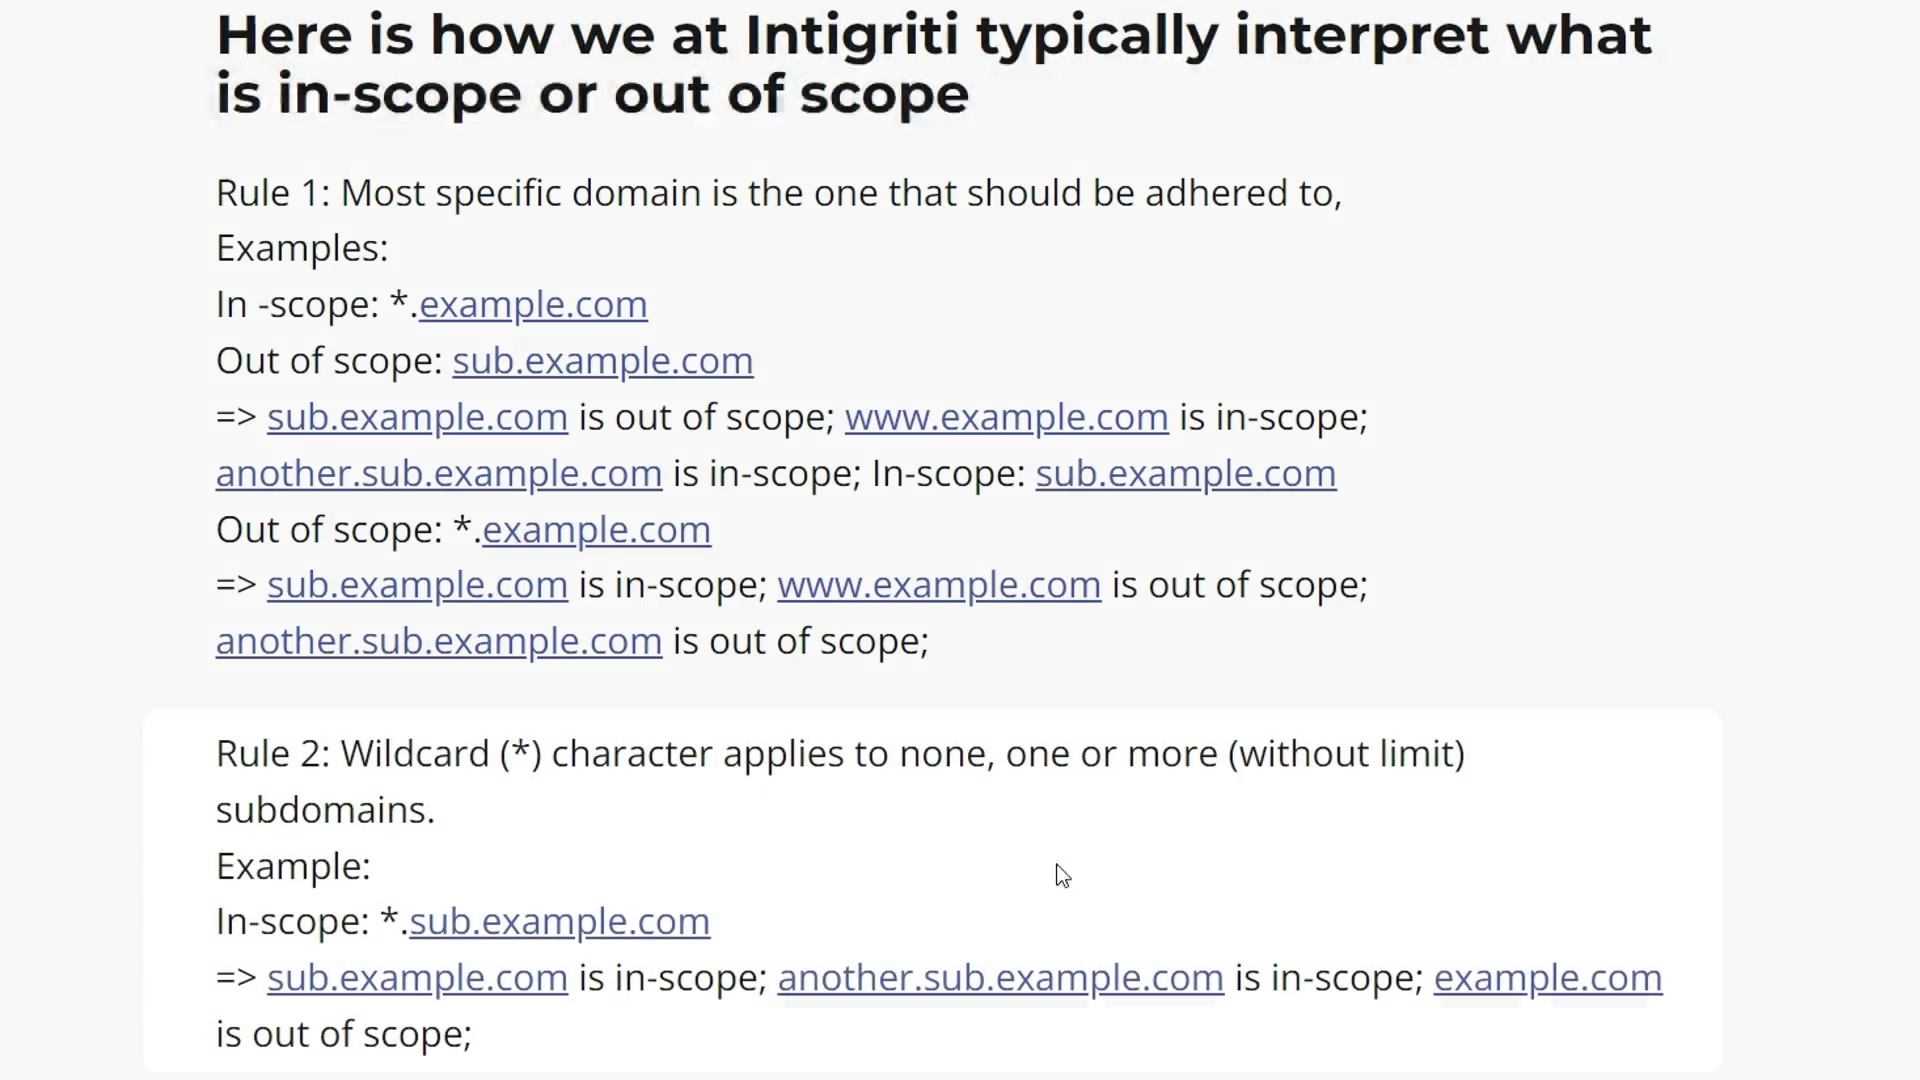 Here is how we at Intigriti typically interpret what
is in-scope or out of scope
Rule 1: Most specific domain is the one that should be adhered to,
Examples:
In -scope: *.example.com
Out of scope: sub.example.com
=> sub.example.com is out of scope; www.example.com is in-scope;
another.sub.example.com is in-scope; In-scope: sub.example.com
Out of scope: *.example.com
=> sub.example.com is in-scope; www.example.com is out of scope;
another.sub.example.com is out of scope;
Rule 2: Wildcard (*) character applies to none, one or more (without limit)
subdomains.
Example:
In-scope: *.sub.example.com
=> sub.example.com is in-scope; another.sub.example.com is in-scope; example.com
is out of scope;